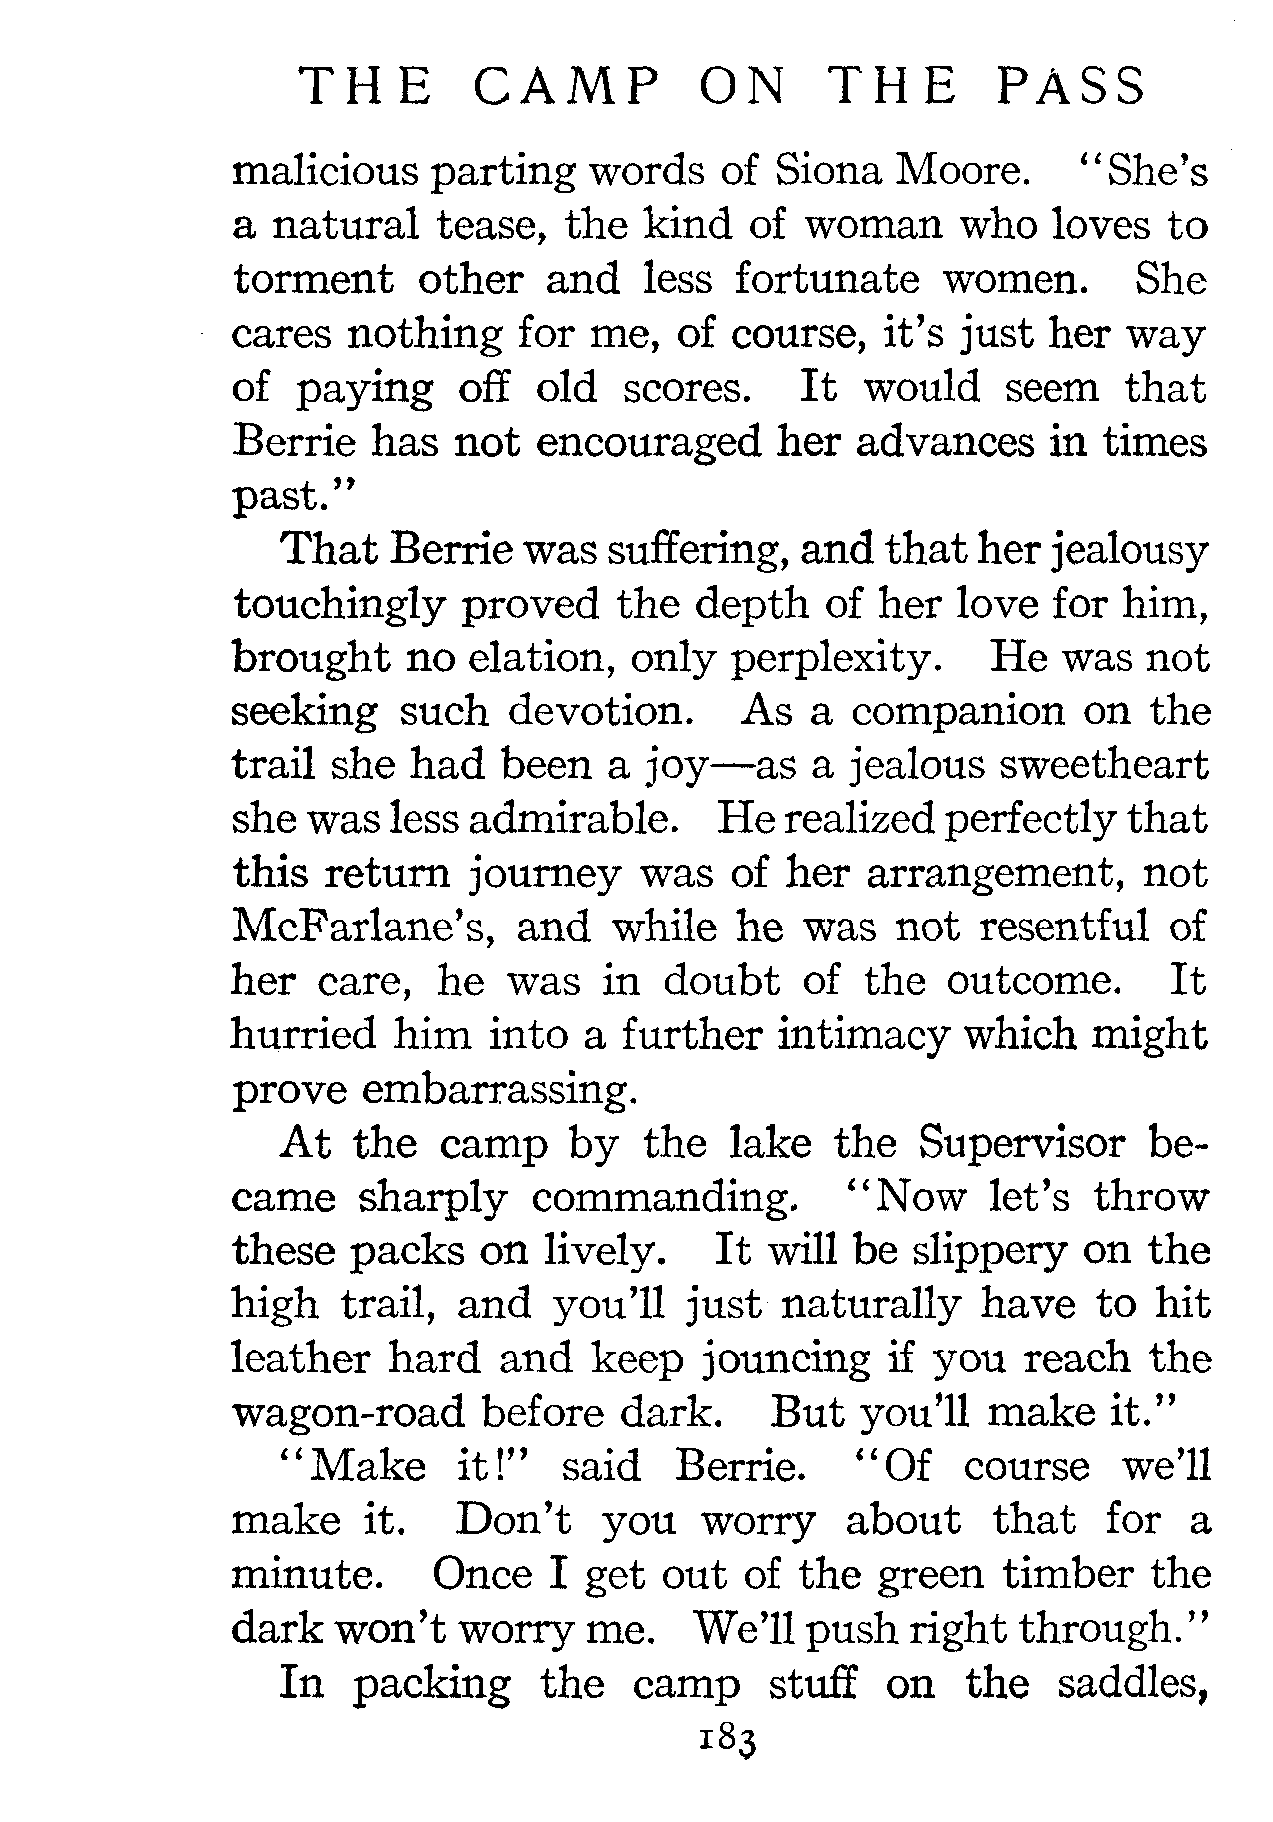 THE CAMP ON THE PASS
malicious parting words of Siona Moore. "She's
a natural tease, the kind of woman who loves to
torment other and less fortunate women. She
cares nothing for me, of course, it's just her way
of paying off old scores. It would seem that
Berrie has not encouraged her advances in times
past."
That Berrie was suffering, and that her jealousy
touchingly proved the depth of her love for him,
brought no elation, only perplexity. He was not
seeking such devotion. As a companion on the
trail she had been a joy—as a jealous sweetheart
she was less admirable. He realized perfectly that
this return journey was of her arrangement, not
McFarlane's, and while he was not resentful of
her care, he was in doubt of the outcome. It
hurried him into a further intimacy which might
prove embarrassing.
At the camp by the lake the Supervisor be-
came sharply commanding. "Now let's throw
these packs on lively. It will be slippery on the
high trail, and you'll just naturally have to hit
leather hard and keep jouncing if you reach the
wagon-road before dark. But you'll make it."
"Make it!" said Berrie. "Of course we'll
make it. Don't you worry about that for a
minute. Once I get out of the green timber the
dark won't worry me. We'll push right through."
In packing the camp stuff on the saddles,
183